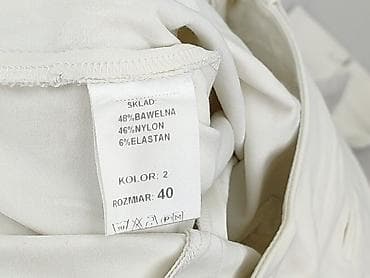 SKŁAD:
48%BAWEŁNA
46%NYLON
6%ELASTAN
KOLOR: 2
ROZMIAR: 40